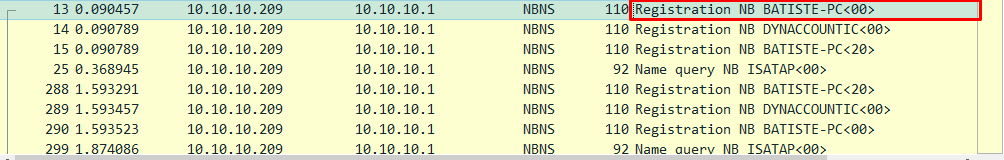 13 0.090457 10.10.10.209 10.10.10.1 NBNS 110 Registration NB BATISTE-PC<00>
14 0.090789 10.10.10.209 10.10.10.1 NBNS 110 Registration NB DYNACCOUNTIC<00>
15 0.090789 10.10.10.209 10.10.10.1 NBNS 110 Registration NB BATISTE-PC<20>
25 0.368945 10.10.10.209 10.10.10.1 NBNS 92 Name query NB ISATAP<00>
288 1.593291 10.10.10.209 10.10.10.1 NBNS 110 Registration NB BATISTE-PC<20>
289 1.593457 10.10.10.209 10.10.10.1 NBNS 110 Registration NB DYNACCOUNTIC<00>
290 1.593523 10.10.10.209 10.10.10.1 NBNS 110 Registration NB BATISTE-PC<00>
299 1.874086 10.10.10.209 10.10.10.1 NBNS 92 Name query NB ISATAP<00>